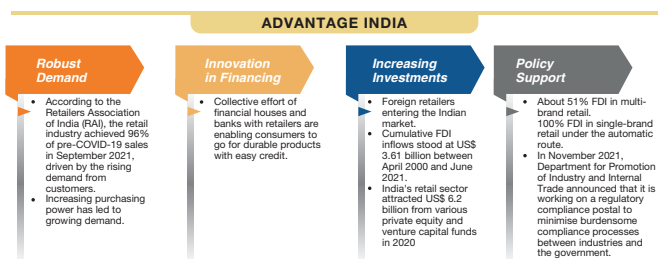 ADVANTAGE INDIA
Robust
Demand
• According to the
Retailers Association
of India (RAI), the retail
industry achieved 96%
of pre-COVID-19 sales
in September 2021,
driven by the rising
demand from
customers.
• Increasing purchasing
power has led to
growing demand.
Innovation
in Financing
• Collective effort of
financial houses and
banks with retailers are
enabling consumers to
go for durable products
with easy credit.
Increasing
Investments
• Foreign retailers
entering the Indian
market.
• Cumulative FDI
inflows stood at US$
3.61 billion between
April 2000 and June
2021.
• India's retail sector
attracted US$ 6.2
billion from various
private equity and
venture capital funds
in 2020
Policy
Support
• About 51% FDI in multi-
brand retail.
100% FDI in single-brand
retail under the automatic
route.
• In November 2021,
Department for Promotion
of Industry and Internal
Trade announced that it is
working on a regulatory
compliance postal to
minimise burdensome
compliance processes
between industries and
the government.